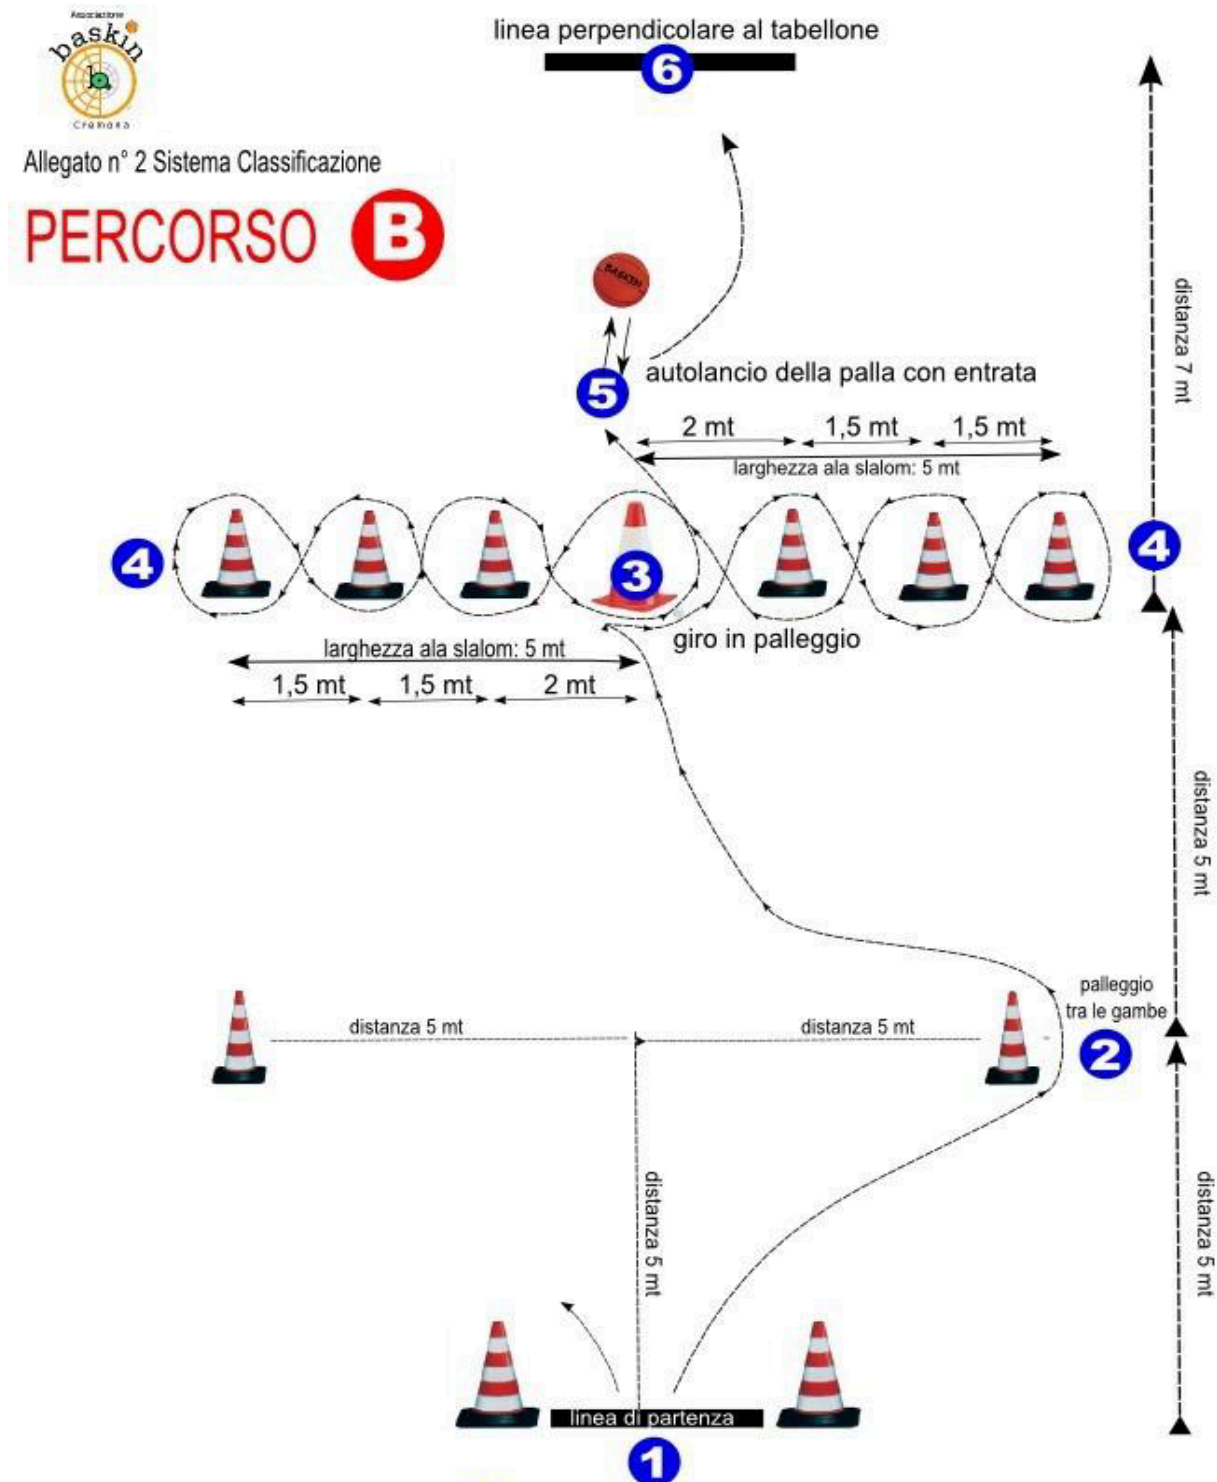 Associazione
baskin
Cremona
linea perpendicolare al tabellone
6
Allegato n° 2 Sistema Classificazione
PERCORSO B
BASKIN
distanza 7 mt
5
autolancio della palla con entrata
2 mt
1,5 mt
1,5 mt
larghezza ala slalom: 5 mt
4
3
4
giro in palleggio
larghezza ala slalom: 5 mt
1,5 mt
1,5 mt
2 mt
distanza 5 mt
palleggio
tra le gambe
distanza 5 mt
distanza 5 mt
2
distanza 5 mt
distanza 5 mt
linea di partenza
1